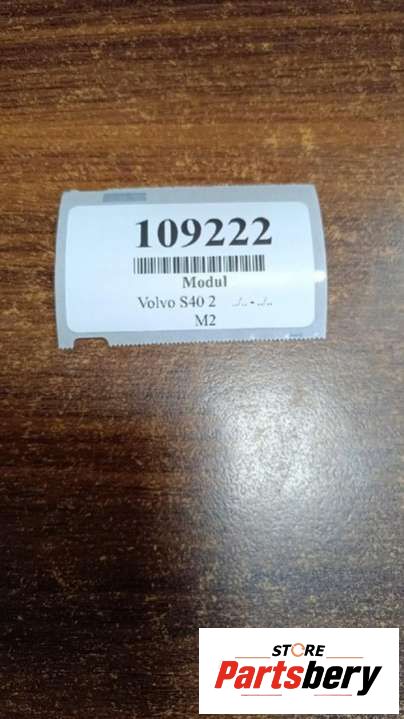 109222
Modul
Volvo S40 2 ../.. - ../..
M2
STORE
Partsbery